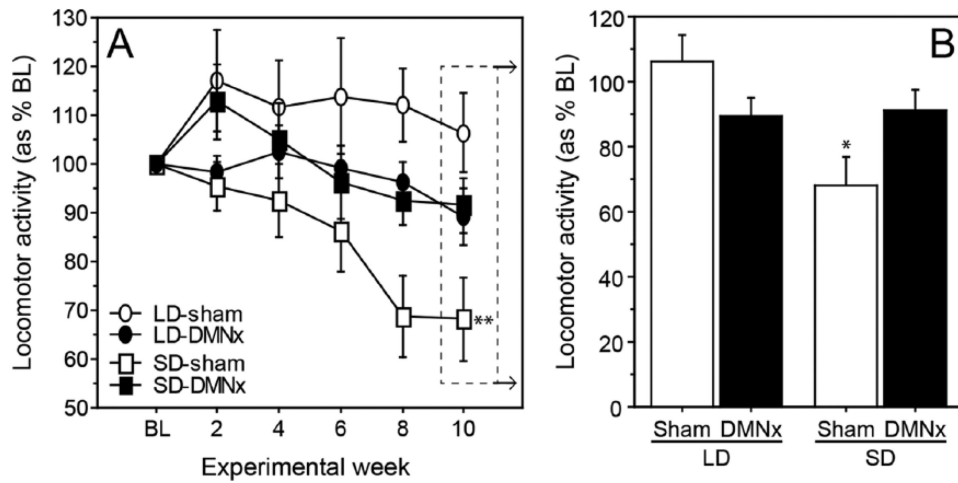 A
Locomotor activity (as % BL)
130
120
110
100
90
80
70
60
50
LD-sham
LD-DMNx
SD-sham
SD-DMNx
**
BL 2 4 6 8 10
Experimental week
B
Locomotor activity (as % BL)
120
100
80
60
40
20
0
*
Sham DMNx Sham DMNx
LD SD